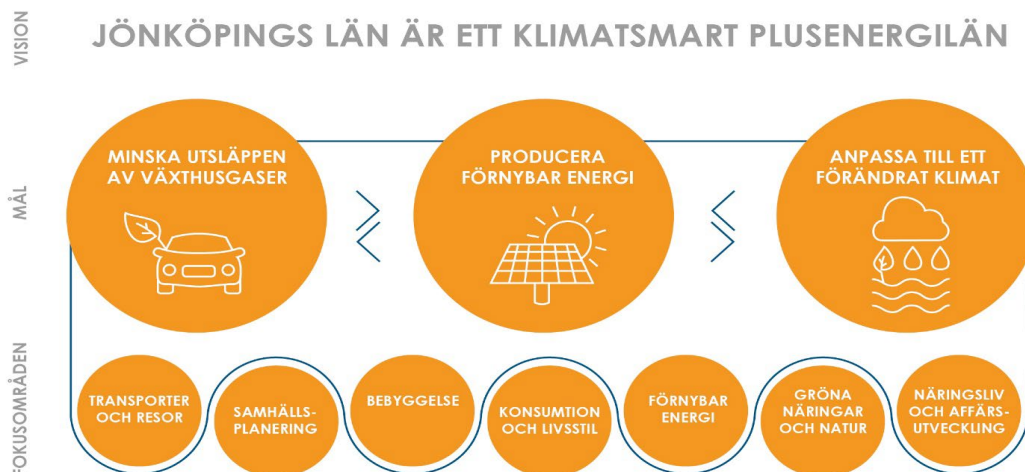 VISION
JÖNKÖPINGS LÄN ÄR ETT KLIMATSMART PLUSENERGILÄN
MÅL
MINSKA UTSLÄPPEN
AV VÄXTHUSGASER
PRODUCERA
FÖRNYBAR ENERGI
ANPASSA TILL ETT
FÖRÄNDRAT KLIMAT
FOKUSOMRÅDEN
TRANSPORTER
OCH RESOR
SAMHÄLLS-
PLANERING
BEBYGGELSE
KONSUMTION
OCH LIVSSTIL
FÖRNYBAR
ENERGI
GRÖNA
NÄRINGAR
OCH NATUR
NÄRINGSLIV
OCH AFFÄRS-
UTVECKLING